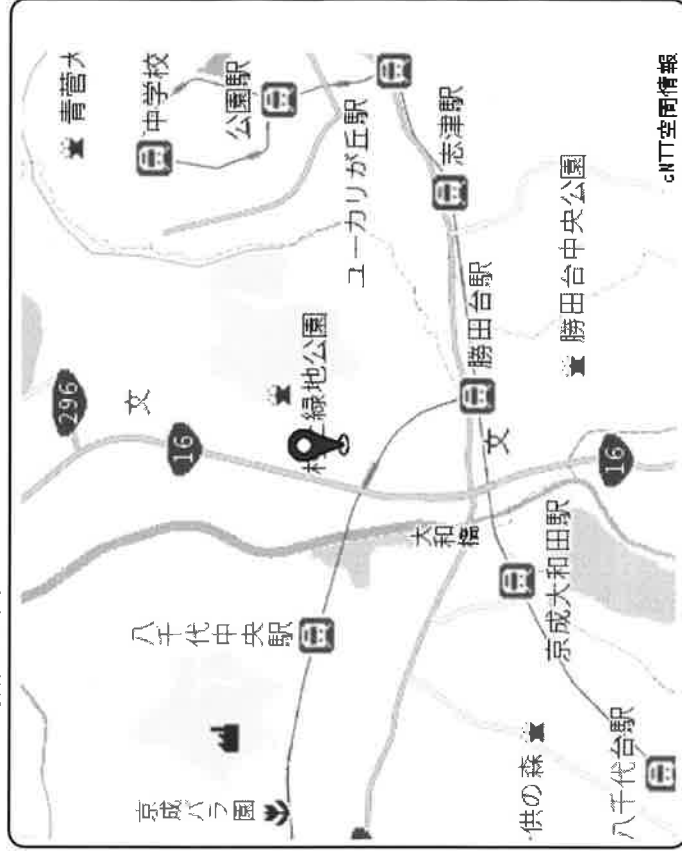 青菅
中学校
公園駅
ユーカリが丘駅
志津駅
296
文
16
村上緑地公園
勝田台駅
勝田台中央公園
文
16
大和
橋
八千代中央駅
京成大和田駅
京成バラ
園
供の森
八千代台駅
NTT空間情報